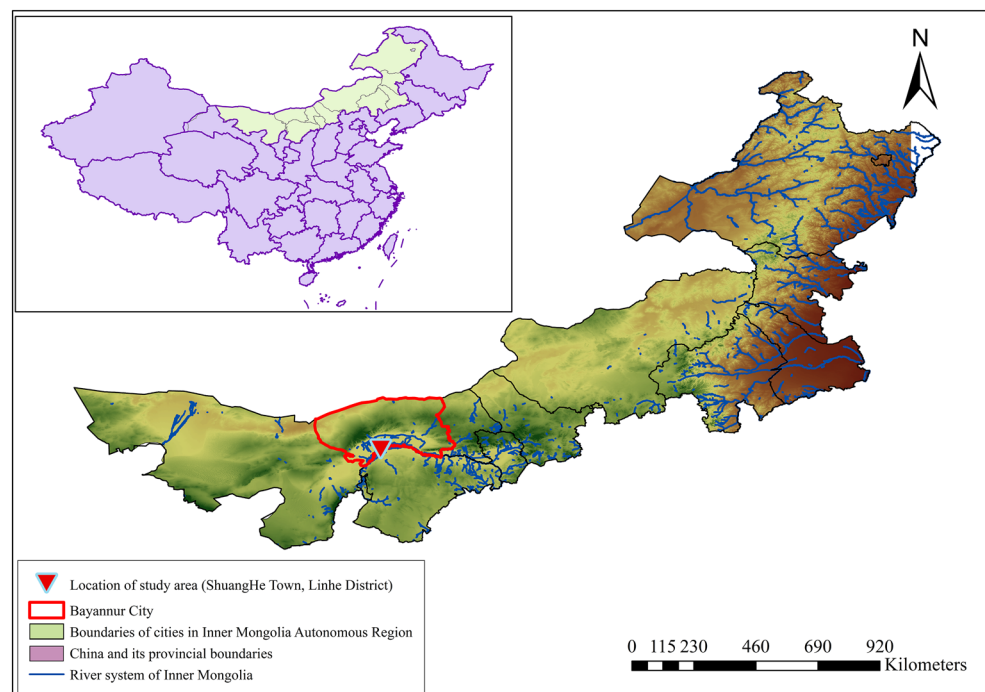 N
Location of study area (ShuangHe Town, Linhe District)
Bayannur City
Boundaries of cities in Inner Mongolia Autonomous Region
China and its provincial boundaries
River system of Inner Mongolia
0 115 230 460 690 920
Kilometers